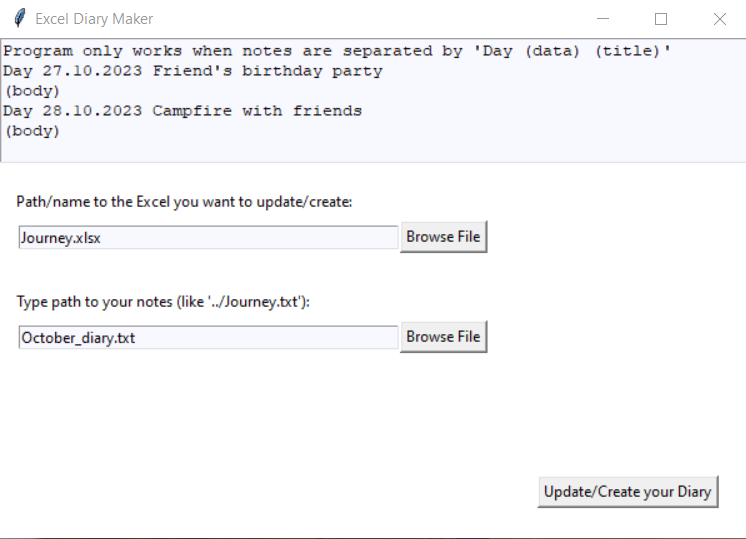 Excel Diary Maker
Program only works when notes are separated by 'Day (data) (title)'
Day 27.10.2023 Friend's birthday party
(body)
Day 28.10.2023 Campfire with friends
(body)
Path/name to the Excel you want to update/create:
Journey.xlsx Browse File
Type path to your notes (like '../Journey.txt'):
October_diary.txt Browse File
Update/Create your Diary